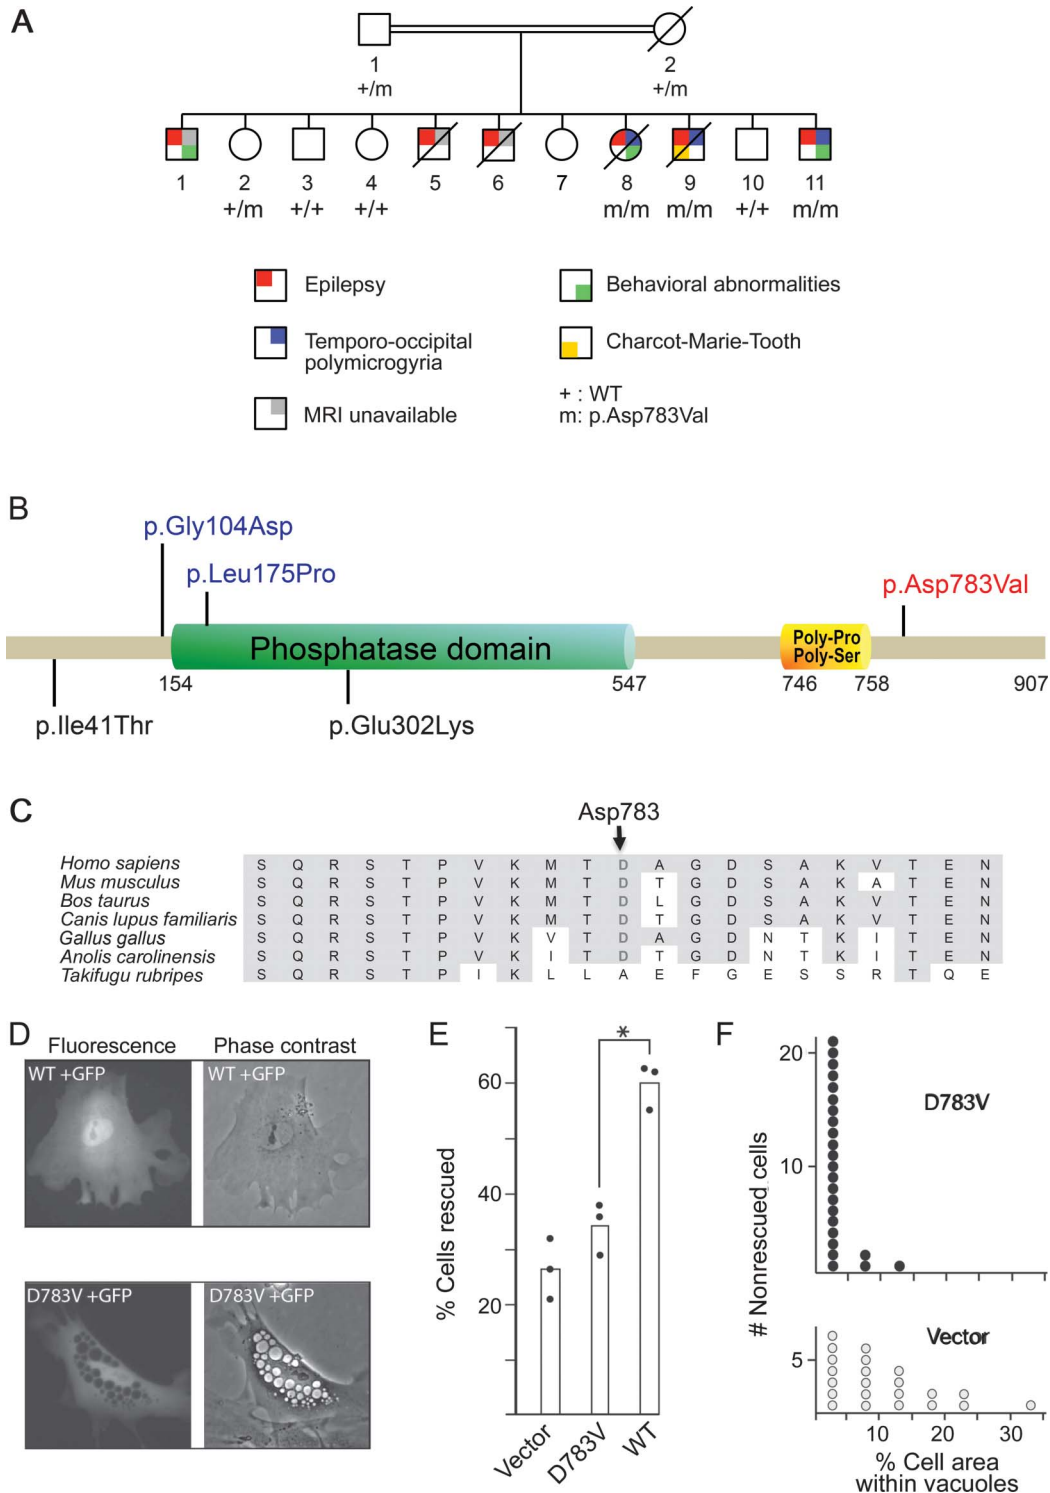 A
1
+/m
2
+/m
1 2 3 4 5 6 7 8 9 10 11
+/m +/+ +/+ m/m m/m +/+ m/m
Epilepsy
Temporo-occipital
polymicrogyria
MRI unavailable
Behavioral abnormalities
Charcot-Marie-Tooth
+ : WT
m: p.Asp783Val
B
p.Gly104Asp
p.Leu175Pro
p.Asp783Val
Phosphatase domain
Poly-Pro
Poly-Ser
154 547 746 758 907
p.Ile41Thr p.Glu302Lys
C
Asp783
Homo sapiens S Q R S T P V K M T D A G D S A K V T E N
Mus musculus S Q R S T P V K M T D T G D S A K A T E N
Bos taurus S Q R S T P V K M T D L G D S A K V T E N
Canis lupus familiaris S Q R S T P V K M T D T G D S A K V T E N
Gallus gallus S Q R S T P V K V T D A G D N T K I T E N
Anolis carolinensis S Q R S T P V K I T D T G D N T K I T E N
Takifugu rubripes S Q R S T P I K L L A E F G E S S R T Q E
D
Fluorescence Phase contrast
WT +GFP WT +GFP
D783V +GFP D783V +GFP
E
% Cells rescued
60
40
20
*
Vector D783V WT
F
# Nonrescued cells
20
10
D783V
5
Vector
10 20 30
% Cell area
within vacuoles